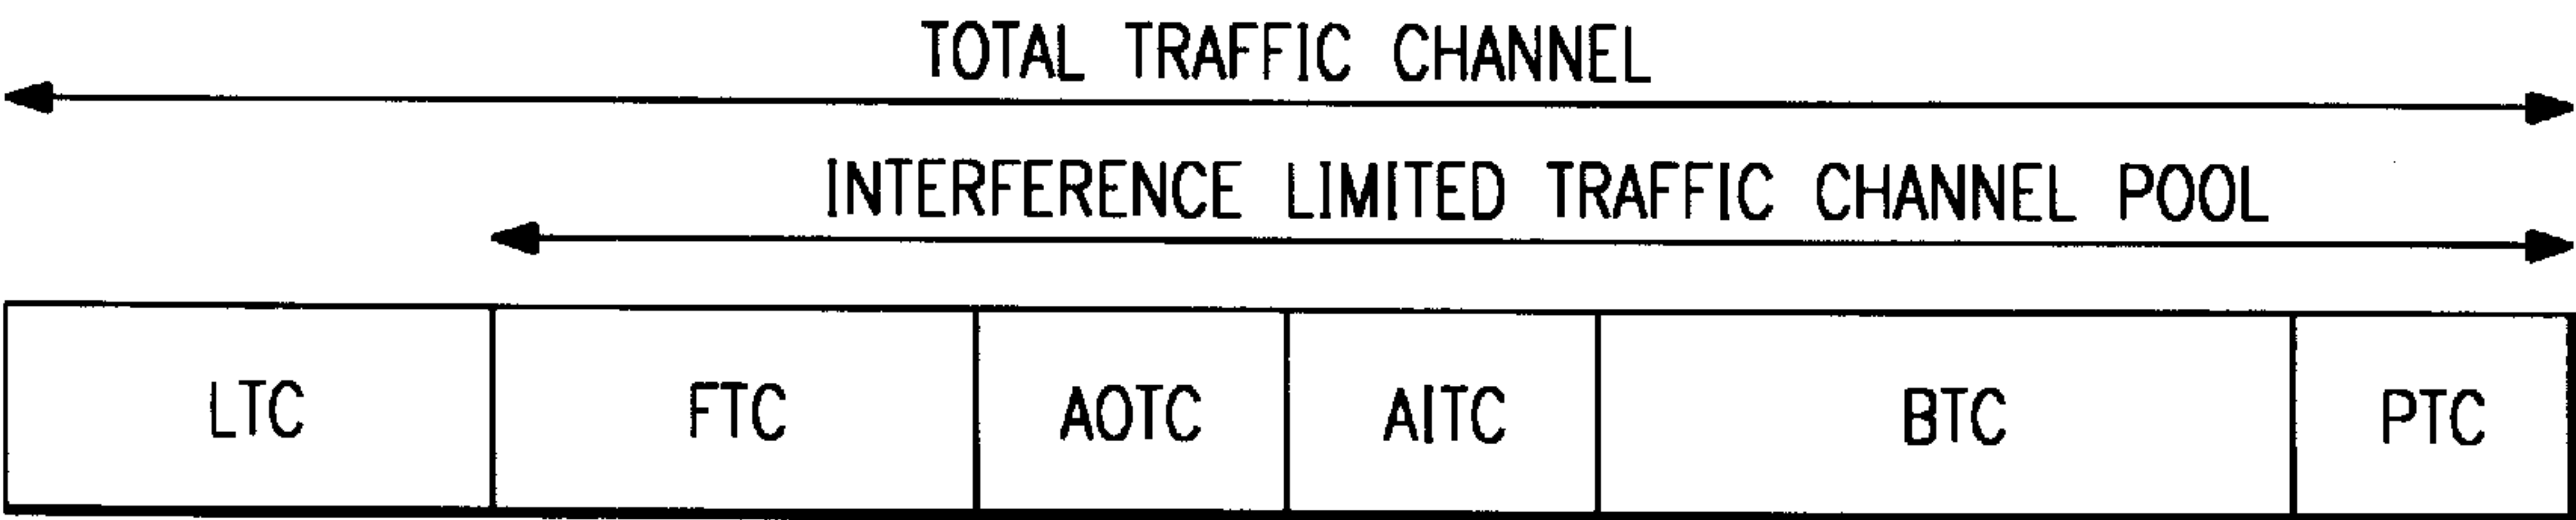 TOTAL TRAFFIC CHANNEL
INTERFERENCE LIMITED TRAFFIC CHANNEL POOL
LTC FTC AOTC AITC BTC PTC